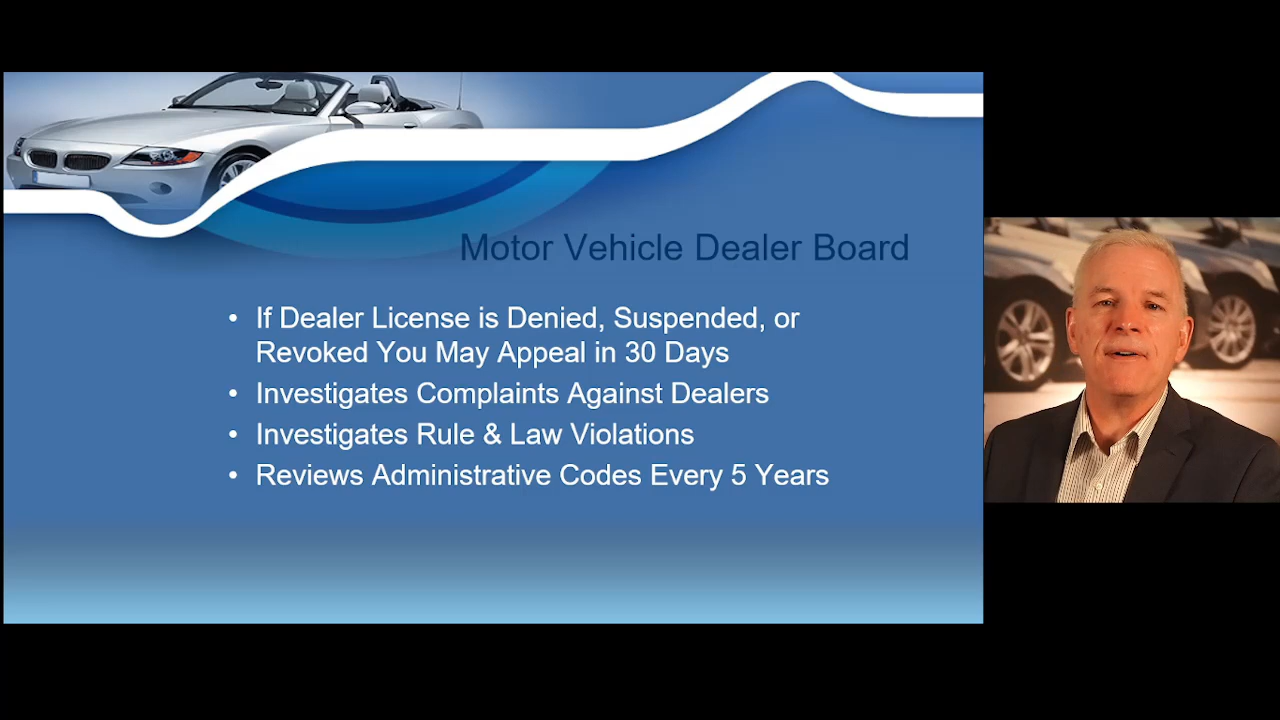 Motor Vehicle Dealer Board
• If Dealer License is Denied, Suspended, or
Revoked You May Appeal in 30 Days
• Investigates Complaints Against Dealers
• Investigates Rule & Law Violations
• Reviews Administrative Codes Every 5 Years